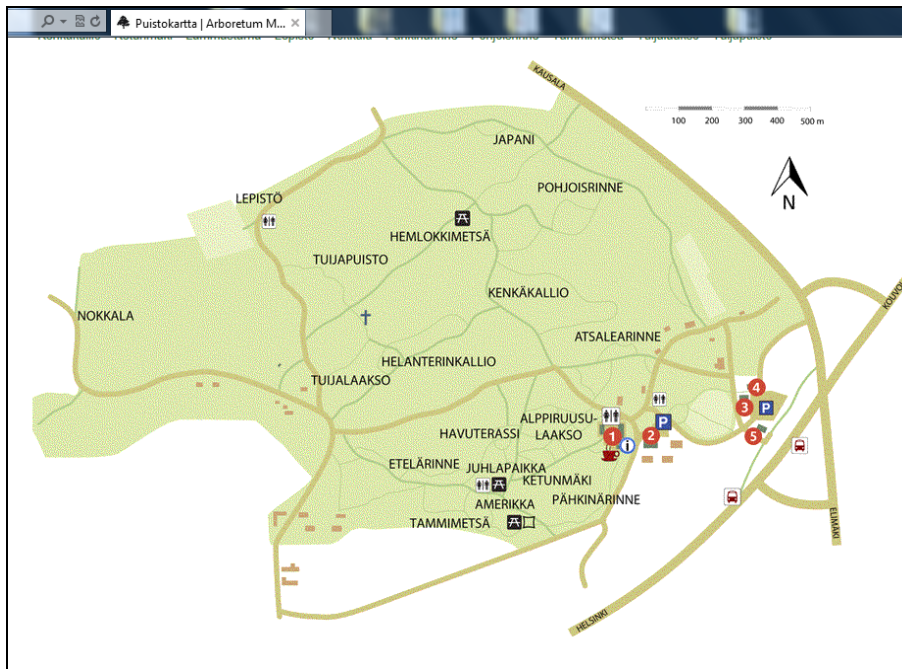 Puistokartta | Arboretum M...
KAUSALA
100 200 300 400 500 m
JAPANI
POHJOISRINNE
N
LEPISTÖ
HEMLOKKIMETSÄ
TUIJAPUISTO
KENKÄKALLIO
NOKKALA
KOUVO
ATSALEARINNE
HELANTERINKALLIO
TUIJALAAKSO
4
P
3
ALPPIRUUSU-
LAAKSO
P
HAVUTERASSI
1
i
2
5
ETELÄRINNE
JUHLAPAIKKA
KETUNMÄKI
PÄHKINÄRINNE
AMERIKKA
TAMMIMETSÄ
ELIMÄKI
HELSINKI